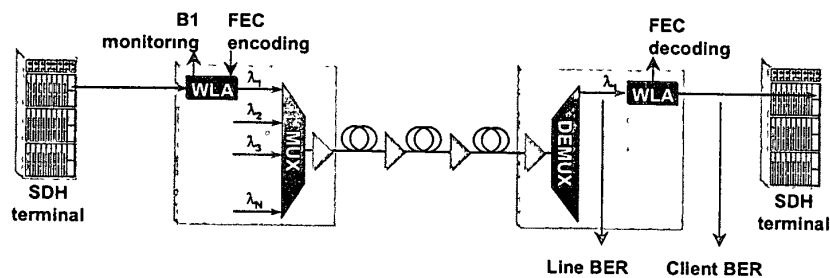 B1
monitoring
FEC
encoding
FEC
decoding
WLA
λ1
λ2
λ3
λN
MUX
DEMUX
λ1
WLA
SDH
terminal
SDH
terminal
Line BER
Client BER